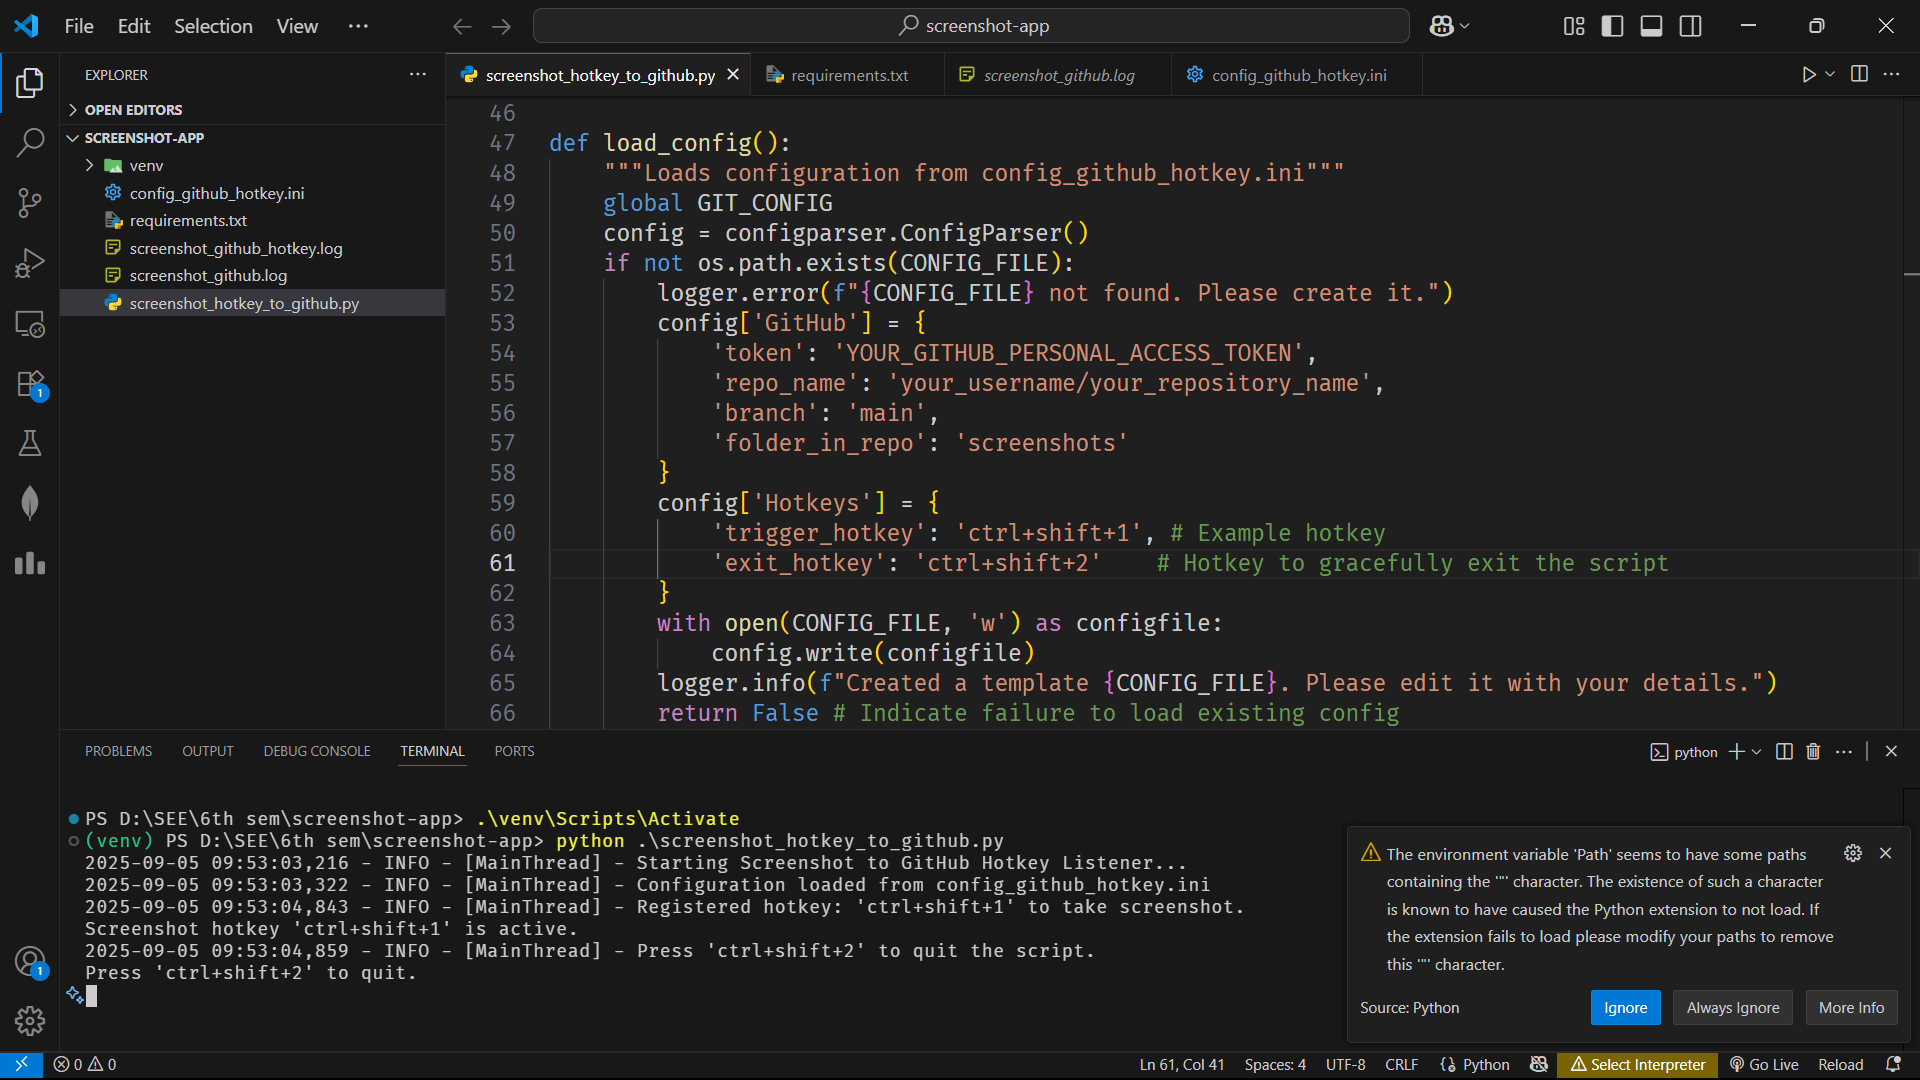 File Edit Selection View ···
screenshot-app
EXPLORER ···
OPEN EDITORS
SCREENSHOT-APP
venv
config_github_hotkey.ini
requirements.txt
screenshot_github_hotkey.log
screenshot_github.log
screenshot_hotkey_to_github.py
screenshot_hotkey_to_github.py requirements.txt screenshot_github.log config_github_hotkey.ini
46
47 def load_config():
48 """Loads configuration from config_github_hotkey.ini"""
49 global GIT_CONFIG
50 config = configparser.ConfigParser()
51 if not os.path.exists(CONFIG_FILE):
52 logger.error(f"{CONFIG_FILE} not found. Please create it.")
53 config['GitHub'] = {
54 'token': 'YOUR_GITHUB_PERSONAL_ACCESS_TOKEN',
55 'repo_name': 'your_username/your_repository_name',
56 'branch': 'main',
57 'folder_in_repo': 'screenshots'
58 }
59 config['Hotkeys'] = {
60 'trigger_hotkey': 'ctrl+shift+1', # Example hotkey
61 'exit_hotkey': 'ctrl+shift+2' # Hotkey to gracefully exit the script
62 }
63 with open(CONFIG_FILE, 'w') as configfile:
64 config.write(configfile)
65 logger.info(f"Created a template {CONFIG_FILE}. Please edit it with your details.")
66 return False # Indicate failure to load existing config
PROBLEMS OUTPUT DEBUG CONSOLE TERMINAL PORTS
python
PS D:\SEE\6th sem\screenshot-app> .\venv\Scripts\Activate
(venv) PS D:\SEE\6th sem\screenshot-app> python .\screenshot_hotkey_to_github.py
2025-09-05 09:53:03,216 - INFO - [MainThread] - Starting Screenshot to GitHub Hotkey Listener...
2025-09-05 09:53:03,322 - INFO - [MainThread] - Configuration loaded from config_github_hotkey.ini
2025-09-05 09:53:04,843 - INFO - [MainThread] - Registered hotkey: 'ctrl+shift+1' to take screenshot.
Screenshot hotkey 'ctrl+shift+1' is active.
2025-09-05 09:53:04,859 - INFO - [MainThread] - Press 'ctrl+shift+2' to quit the script.
Press 'ctrl+shift+2' to quit.
The environment variable 'Path' seems to have some paths
containing the '"' character. The existence of such a character
is known to have caused the Python extension to not load. If
the extension fails to load please modify your paths to remove
this '"' character.
Source: Python Ignore Always Ignore More Info
1
1
0 0 Ln 61, Col 41 Spaces: 4 UTF-8 CRLF {} Python Select Interpreter Go Live Reload